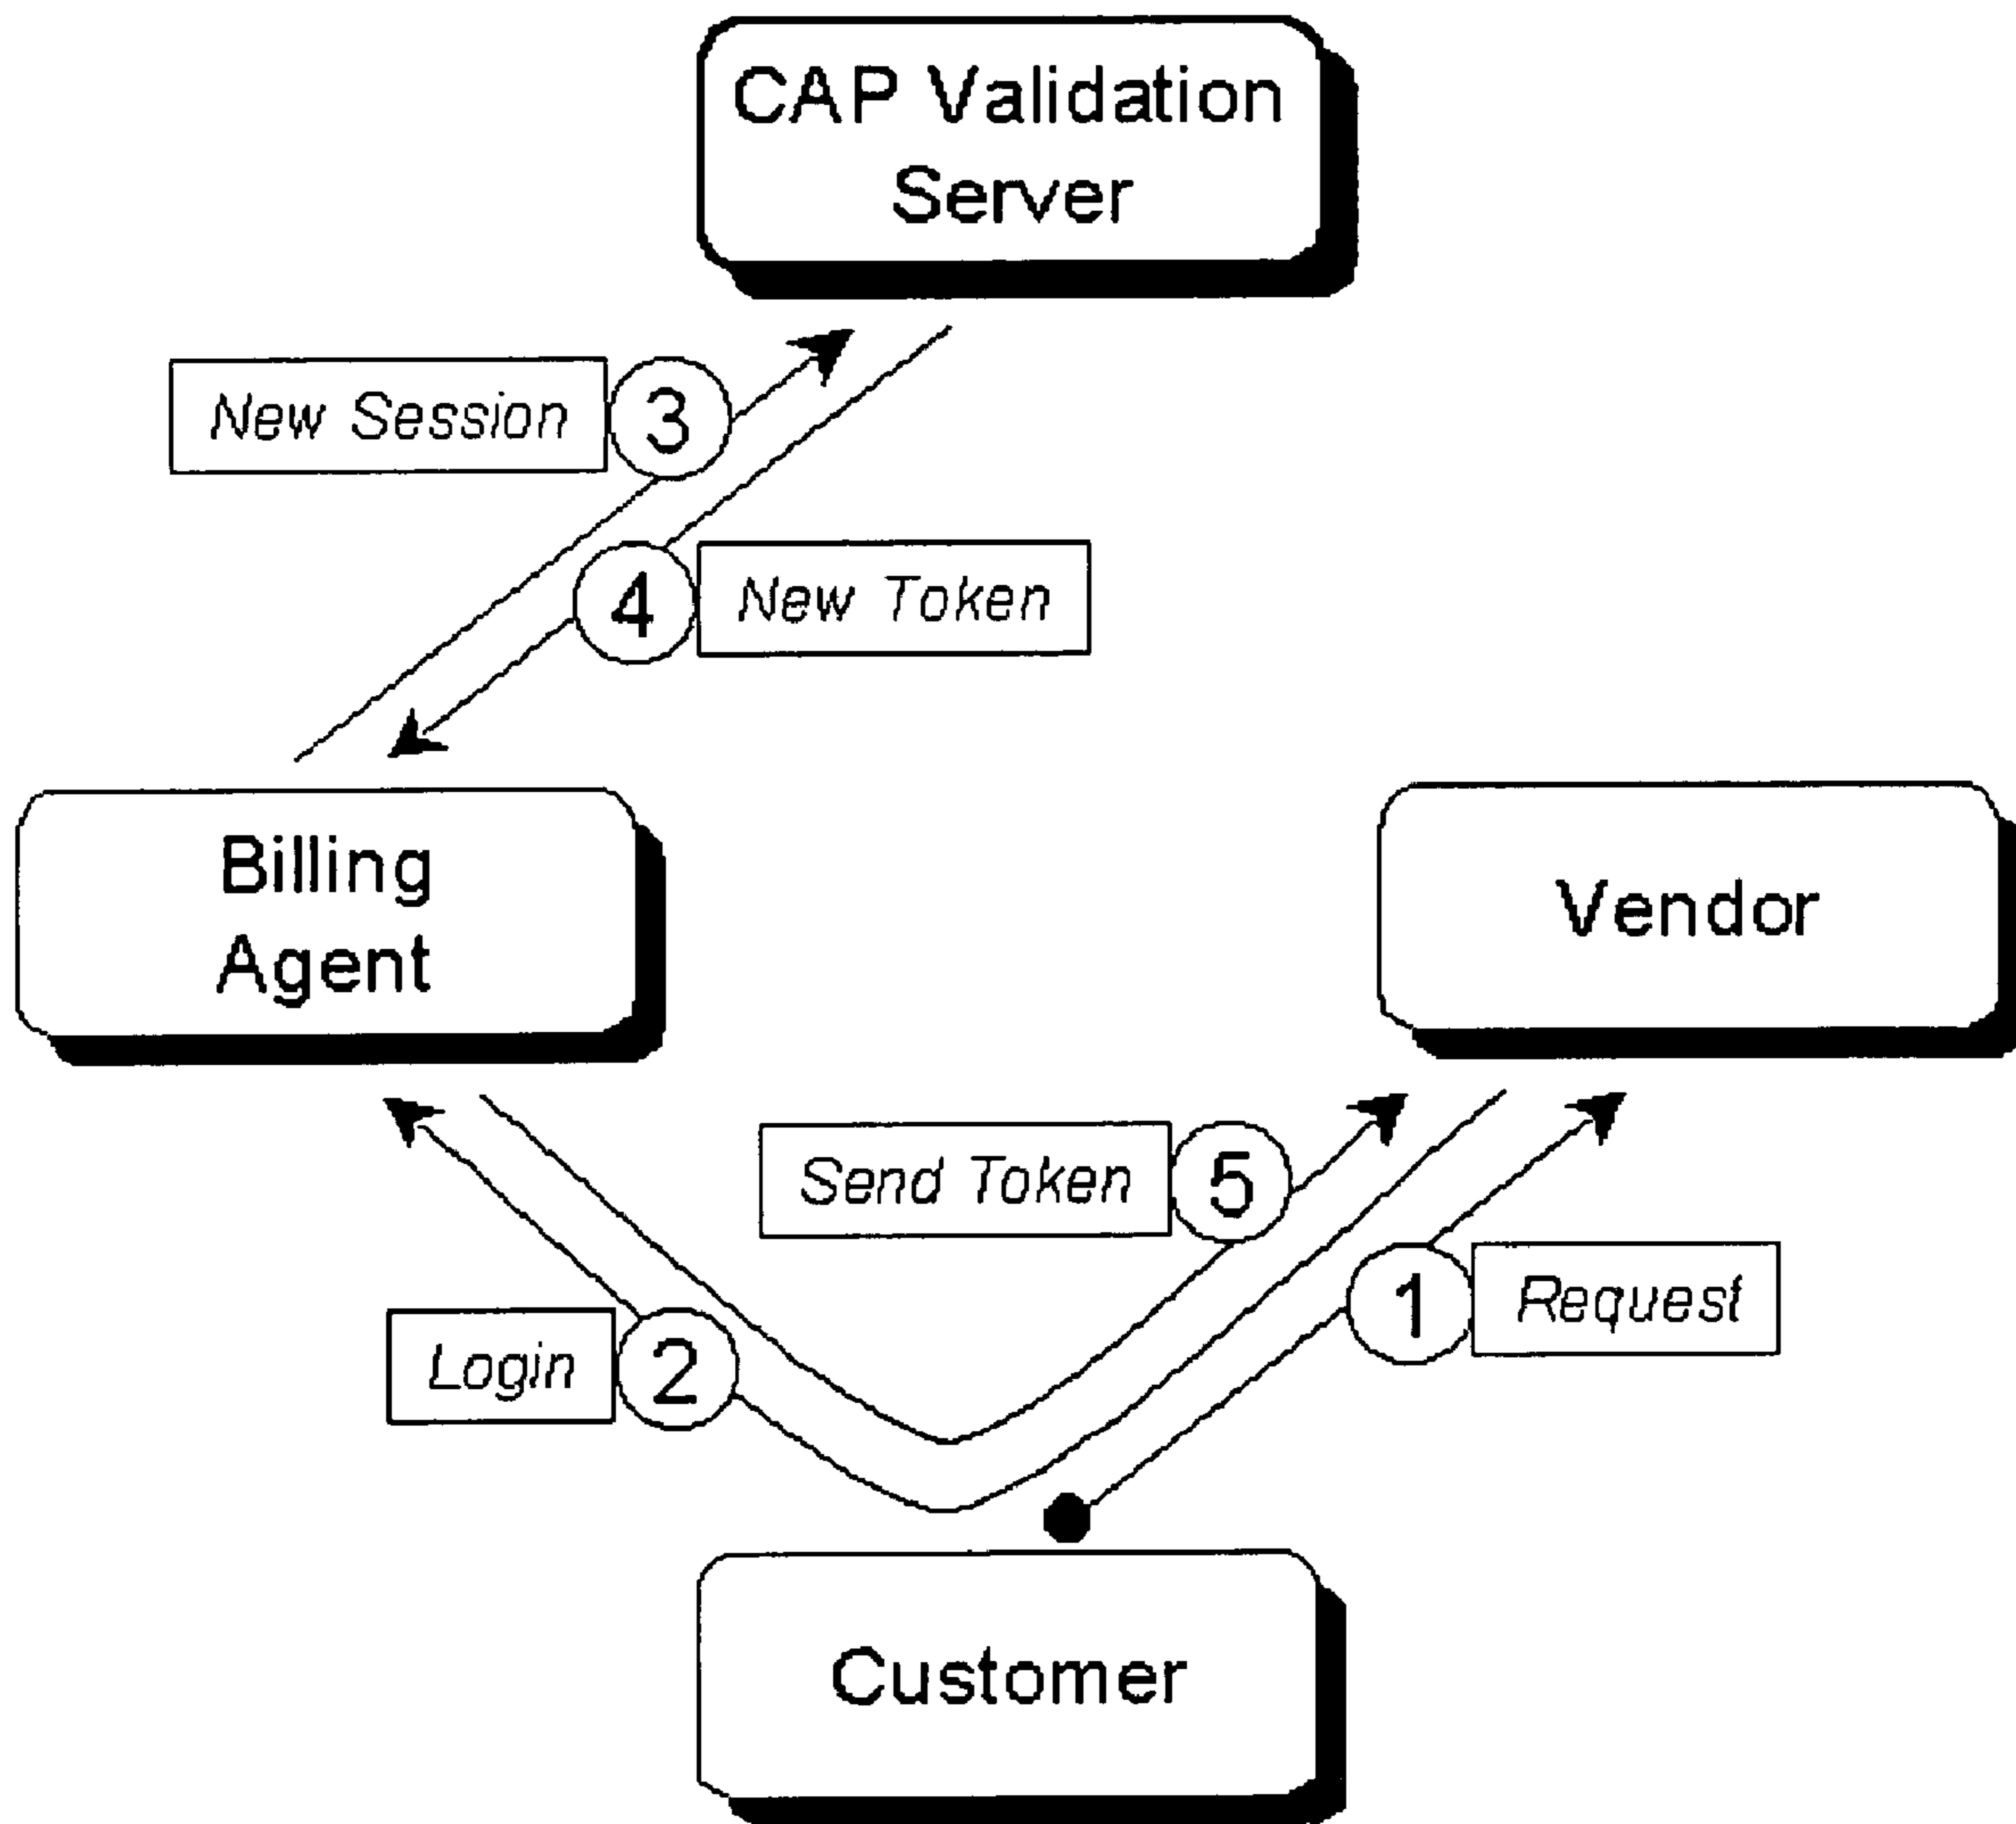 CAP Validation
Server
New Session
3
4
New Token
Billing
Agent
Vendor
Send Token
5
1
Request
Login
2
Customer